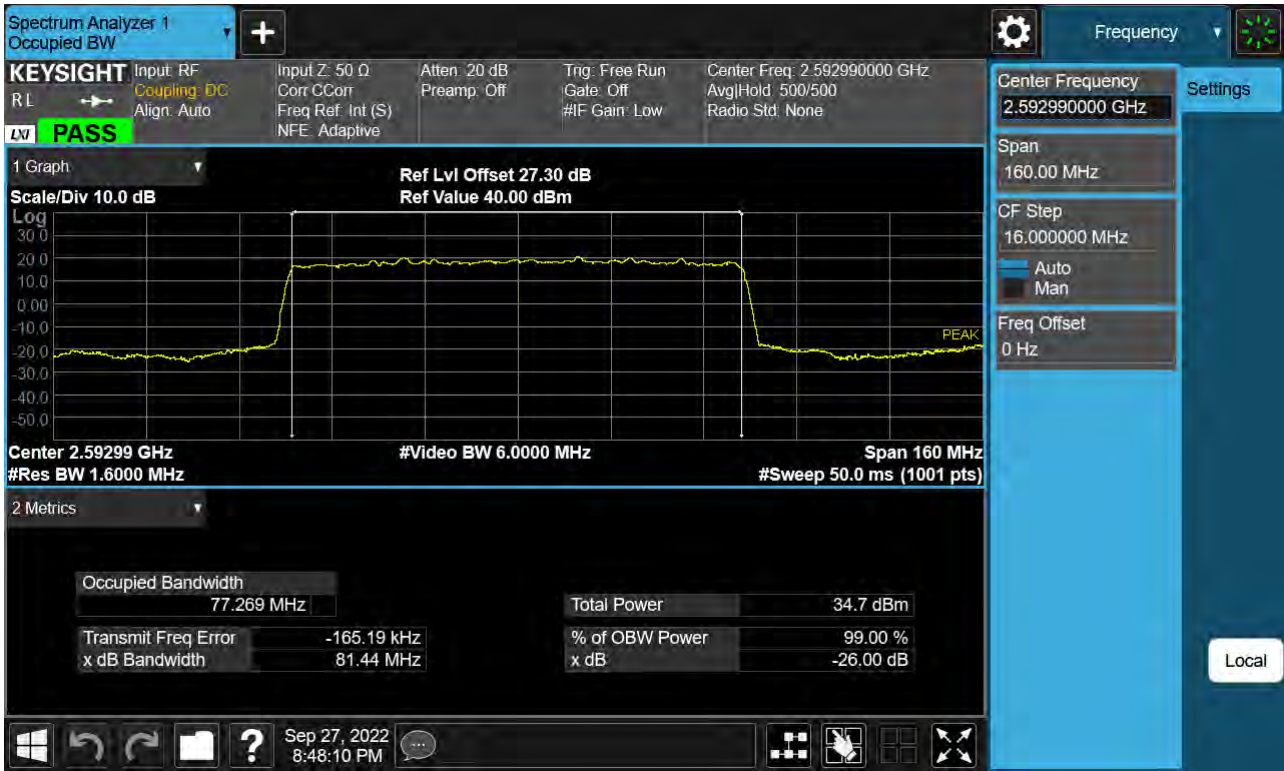 Spectrum Analyzer 1
Occupied BW
Frequency
KEYSIGHT
RL
LXI
PASS
Input: RF
Coupling: DC
Align: Auto
Input Z: 50 Ω
Corr CCorr
Freq Ref: Int (S)
NFE: Adaptive
Atten: 20 dB
Preamp: Off
Trig: Free Run
Gate: Off
#IF Gain: Low
Center Freq: 2.592990000 GHz
Avg|Hold: 500/500
Radio Std: None
Center Frequency
2.592990000 GHz
Settings
Span
160.00 MHz
CF Step
16.000000 MHz
Auto
Man
Freq Offset
0 Hz
1 Graph
Scale/Div 10.0 dB
Ref Lvl Offset 27.30 dB
Ref Value 40.00 dBm
Log
30.0
20.0
10.0
0.00
-10.0
-20.0
-30.0
-40.0
-50.0
PEAK
Center 2.59299 GHz
#Video BW 6.0000 MHz
Span 160 MHz
#Res BW 1.6000 MHz
#Sweep 50.0 ms (1001 pts)
2 Metrics
Occupied Bandwidth
77.269 MHz
Total Power 34.7 dBm
Transmit Freq Error -165.19 kHz
% of OBW Power 99.00 %
x dB Bandwidth 81.44 MHz
x dB -26.00 dB
Local
?
Sep 27, 2022
8:48:10 PM